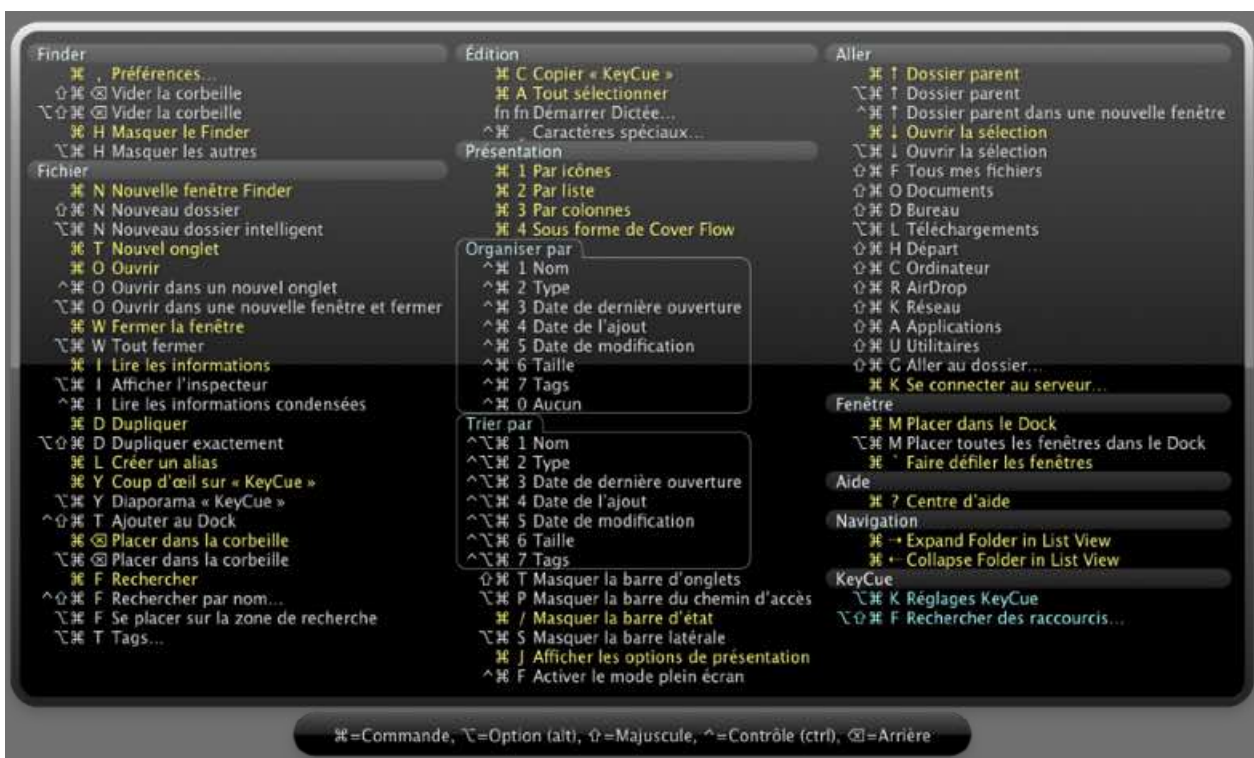 Finder
⌘ , Préférences...
⇧⌘ ⌫ Vider la corbeille
⌥⇧⌘ ⌫ Vider la corbeille
⌘ H Masquer le Finder
⌥⌘ H Masquer les autres
Fichier
⌘ N Nouvelle fenêtre Finder
⇧⌘ N Nouveau dossier
⌥⌘ N Nouveau dossier intelligent
⌘ T Nouvel onglet
⌘ O Ouvrir
^⌘ O Ouvrir dans un nouvel onglet
⌥⌘ O Ouvrir dans une nouvelle fenêtre et fermer
⌘ W Fermer la fenêtre
⌥⌘ W Tout fermer
⌘ I Lire les informations
⌥⌘ I Afficher l'inspecteur
^⌘ I Lire les informations condensées
⌘ D Dupliquer
⌥⇧⌘ D Dupliquer exactement
⌘ L Créer un alias
⌘ Y Coup d'œil sur « KeyCue »
⌥⌘ Y Diaporama « KeyCue »
^⇧⌘ T Ajouter au Dock
⌘ ⌫ Placer dans la corbeille
⌥⌘ ⌫ Placer dans la corbeille
⌘ F Rechercher
^⇧⌘ F Rechercher par nom...
⌥⌘ F Se placer sur la zone de recherche
⌥⌘ T Tags...
Édition
⌘ C Copier « KeyCue »
⌘ A Tout sélectionner
fn fn Démarrer Dictée...
^⌘ _ Caractères spéciaux...
Présentation
⌘ 1 Par icônes
⌘ 2 Par liste
⌘ 3 Par colonnes
⌘ 4 Sous forme de Cover Flow
Organiser par
^⌘ 1 Nom
^⌘ 2 Type
^⌘ 3 Date de dernière ouverture
^⌘ 4 Date de l'ajout
^⌘ 5 Date de modification
^⌘ 6 Taille
^⌘ 7 Tags
^⌘ 0 Aucun
Trier par
^⌥⌘ 1 Nom
^⌥⌘ 2 Type
^⌥⌘ 3 Date de dernière ouverture
^⌥⌘ 4 Date de l'ajout
^⌥⌘ 5 Date de modification
^⌥⌘ 6 Taille
^⌥⌘ 7 Tags
⇧⌘ T Masquer la barre d'onglets
⌥⌘ P Masquer la barre du chemin d'accès
⌘ / Masquer la barre d'état
⌥⌘ S Masquer la barre latérale
⌘ J Afficher les options de présentation
^⌘ F Activer le mode plein écran
Aller
⌘ ↑ Dossier parent
⌥⌘ ↑ Dossier parent
^⌘ ↑ Dossier parent dans une nouvelle fenêtre
⌘ ↓ Ouvrir la sélection
⌥⌘ ↓ Ouvrir la sélection
⇧⌘ F Tous mes fichiers
⇧⌘ O Documents
⇧⌘ D Bureau
⌥⌘ L Téléchargements
⇧⌘ H Départ
⇧⌘ C Ordinateur
⇧⌘ R AirDrop
⇧⌘ K Réseau
⇧⌘ A Applications
⇧⌘ U Utilitaires
⇧⌘ G Aller au dossier...
⌘ K Se connecter au serveur...
Fenêtre
⌘ M Placer dans le Dock
⌥⌘ M Placer toutes les fenêtres dans le Dock
⌘ ` Faire défiler les fenêtres
Aide
⌘ ? Centre d'aide
Navigation
⌘ → Expand Folder in List View
⌘ ← Collapse Folder in List View
KeyCue
⌥⌘ K Réglages KeyCue
⌥⇧⌘ F Rechercher des raccourcis...
⌘=Commande, ⌥=Option (alt), ⇧=Majuscule, ^=Contrôle (ctrl), ⌫=Arrière